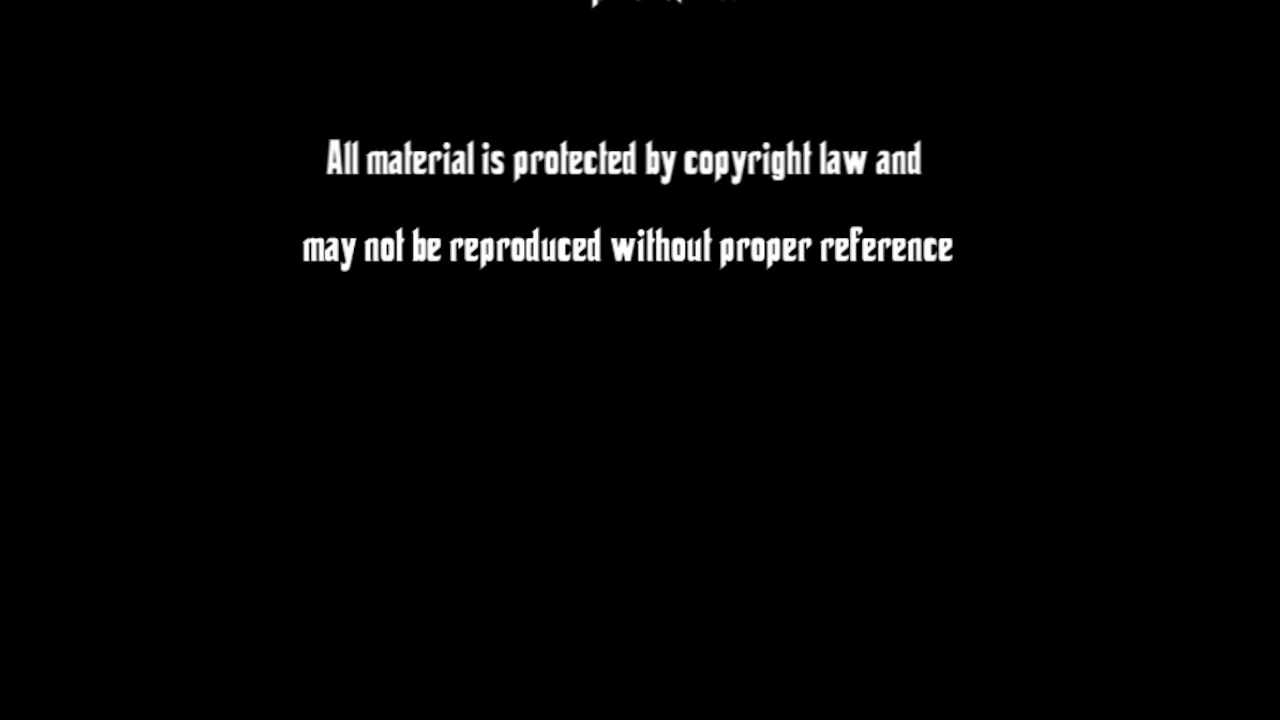 All material is protected by copyright law and
may not be reproduced without proper reference